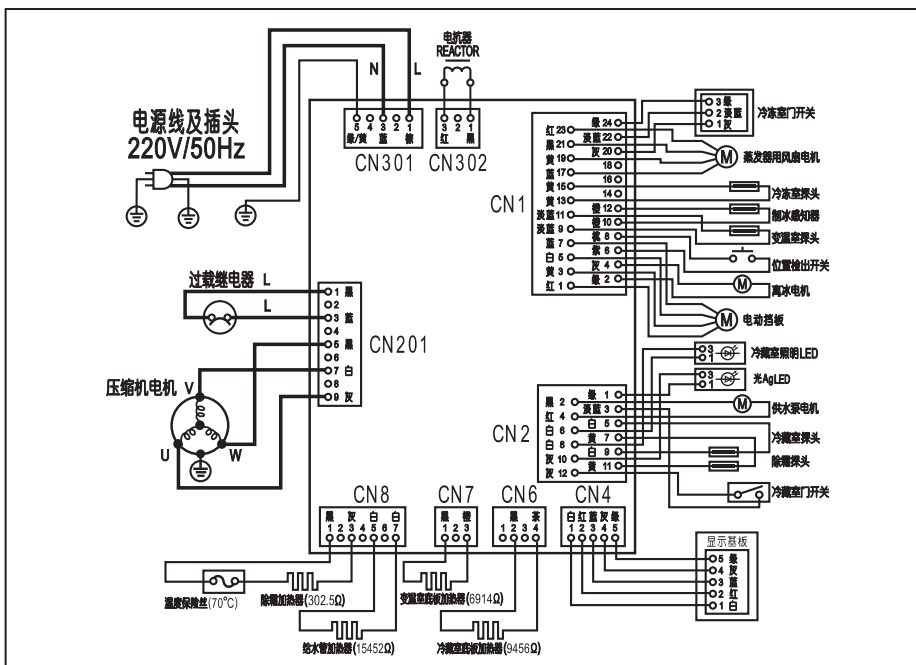 电抗器
REACTOR
N
L
电源线及插头
220V/50Hz
5 4 3 2 1
绿/黄 蓝 棕
CN301
3 2 1
红 黑
CN302
绿 24
红 23
淡蓝 22
黑 21
灰 20
黄 19
18
蓝 17
16
黄 15
14
黄 13
橙 12
淡蓝 11
橙 10
淡蓝 9
桃 8
蓝 7
紫 6
白 5
灰 4
黄 3
绿 2
红 1
CN1
3 绿
2 淡蓝
1 灰
冷冻室门开关
M
蒸发器用风扇电机
冷冻室探头
制冰感知器
变温室探头
位置检出开关
M
离冰电机
M
电动挡板
过载继电器
L
L
1 黑
2
3 蓝
4
5 黑
6
7 白
8
9 灰
CN201
压缩机电机
V
U
W
3
1
冷藏室照明LED
3
1
光AgLED
M
供水泵电机
冷藏室探头
除霜探头
冷藏室门开关
绿 1
黑 2
淡蓝 3
红 4
白 5
白 6
黄 7
白 8
白 9
灰 10
黄 11
灰 12
CN2
CN8
黑 灰 白 白
1 2 3 4 5 6 7
CN7
黑 橙
1 2 3
CN6
黑 茶
1 2 3 4
CN4
白 红 蓝 灰 绿
1 2 3 4 5
显示基板
5 绿
4 灰
3 蓝
2 红
1 白
温度保险丝(70°C)
除霜加热器(302.5Ω)
给水管加热器(15452Ω)
变温室底板加热器(6914Ω)
冷藏室底板加热器(9456Ω)